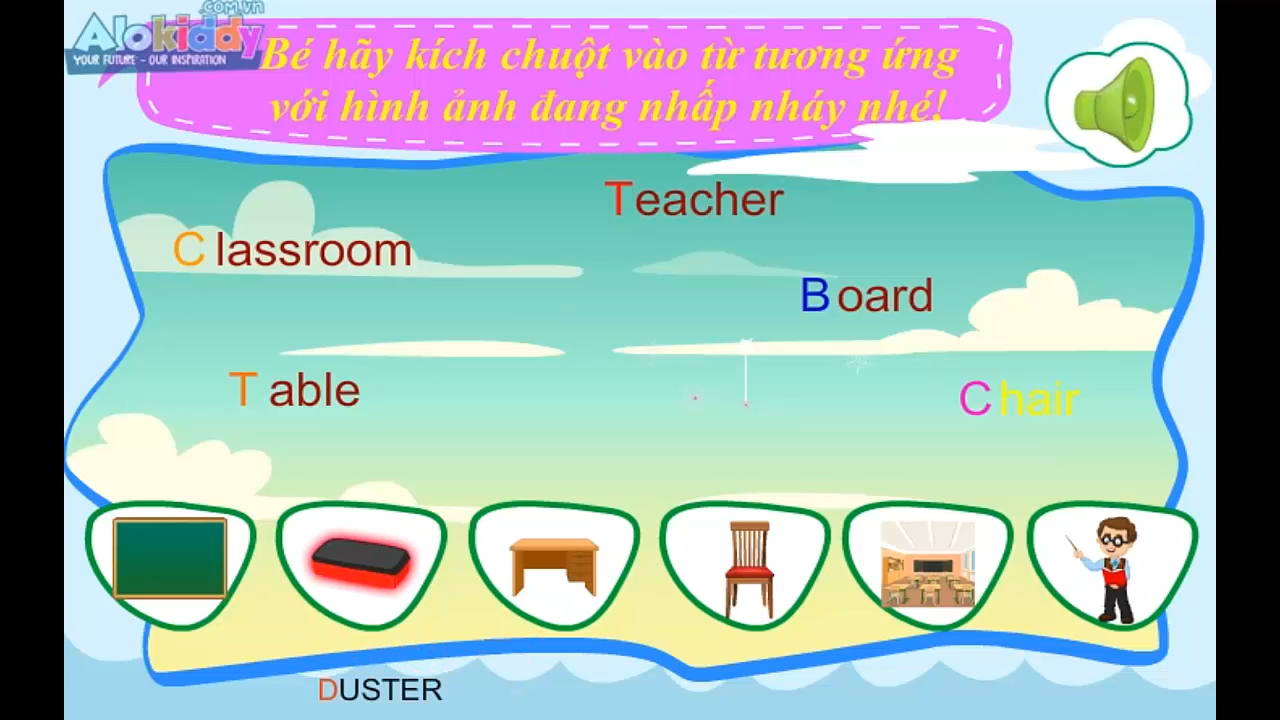 .com.vn
Alokiddy
YOUR FUTURE - OUR INSPIRATION
Bé hãy kích chuột vào từ tương ứng
với hình ảnh đang nhấp nháy nhé!
Teacher
Classroom
Board
Table
Chair
DUSTER